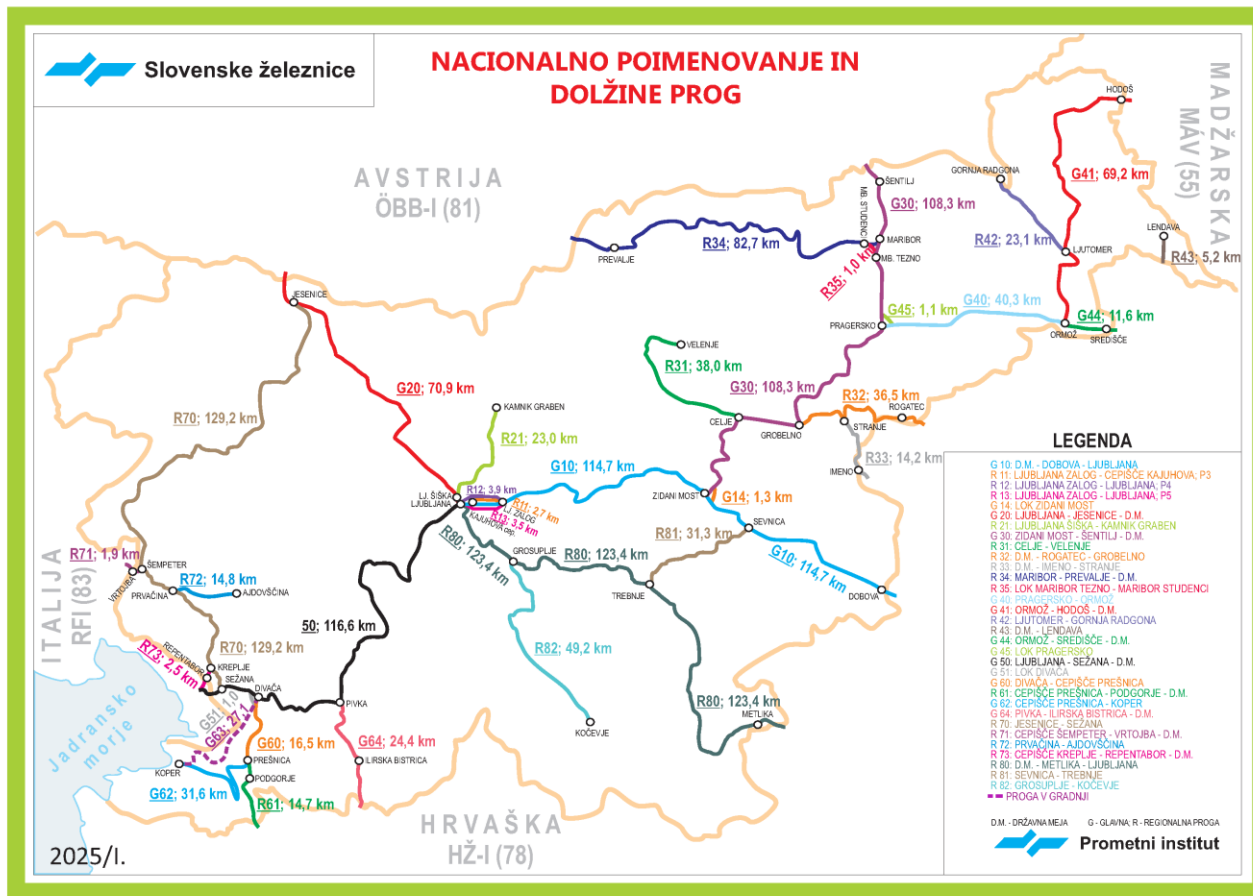 Slovenske železnice
NACIONALNO POIMENOVANJE IN
DOLŽINE PROG
MADŽARSKA
MÁV (55)
AVSTRIJA
ÖBB-I (81)
HODOŠ
GORNJA RADGONA
ŠENTILJ
G41; 69,2 km
G30; 108,3 km
MB. STUDENCI
LENDAVA
R34; 82,7 km
MARIBOR
R42; 23,1 km
LJUTOMER
R43; 5,2 km
PREVALJE
MB. TEZNO
R35; 1,0 km
JESENICE
G45; 1,1 km
G40; 40,3 km
G44; 11,6 km
PRAGERSKO
ORMOŽ
SREDIŠČE
VELENJE
R31; 38,0 km
G30; 108,3 km
G20; 70,9 km
R32; 36,5 km
ROGATEC
KAMNIK GRABEN
CELJE
GROBELNO
STRANJE
R70; 129,2 km
R21; 23,0 km
R33; 14,2 km
IMENO
G10; 114,7 km
R12; 3,9 km
LJ. ŠIŠKA
LJUBLJANA
ZIDANI MOST
G14; 1,3 km
R11; 2,7 km
LJ. ZALOG
KAJUHOVA cep.
R13; 3,5 km
SEVNICA
R81; 31,3 km
R80; 123,4 km
GROSUPLJE
R80; 123,4 km
G10; 114,7 km
TREBNJE
DOBOVA
R71; 1,9 km
ŠEMPETER
VRTOJBA
R72; 14,8 km
PRVAČINA
AJDOVŠČINA
ITALIJA
RFI (83)
50; 116,6 km
R70; 129,2 km
R82; 49,2 km
REPENTABOR
KREPLJE
R73; 2,5 km
SEŽANA
DIVAČA
PIVKA
R80; 123,4 km
METLIKA
KOČEVJE
G51; 1,0
G63; 27,1
Jadransko
morje
G60; 16,5 km
G64; 24,4 km
KOPER
PREŠNICA
ILIRSKA BISTRICA
PODGORJE
G62; 31,6 km
R61; 14,7 km
HRVAŠKA
HŽ-I (78)
2025/I.
LEGENDA
G 10: D.M. - DOBOVA - LJUBLJANA
R 11: LJUBLJANA ZALOG - CEPIŠČE KAJUHOVA, P3
R 12: LJUBLJANA ZALOG - LJUBLJANA, P4
R 13: LJUBLJANA ZALOG - LJUBLJANA, P5
G 14: LOK ZIDANI MOST
G 20: LJUBLJANA - JESENICE - D.M.
R 21: LJUBLJANA ŠIŠKA - KAMNIK GRABEN
G 30: ZIDANI MOST - ŠENTILJ - D.M.
R 31: CELJE - VELENJE
R 32: D.M. - ROGATEC - GROBELNO
R 33: D.M. - IMENO - STRANJE
R 34: MARIBOR - PREVALJE - D.M.
R 35: LOK MARIBOR TEZNO - MARIBOR STUDENCI
G 40: PRAGERSKO - ORMOŽ
G 41: ORMOŽ - HODOŠ - D.M.
R 42: LJUTOMER - GORNJA RADGONA
R 43: D.M. - LENDAVA
G 44: ORMOŽ - SREDIŠČE - D.M.
G 45: LOK PRAGERSKO
G 50: LJUBLJANA - SEŽANA - D.M.
G 51: LOK DIVAČA
G 60: DIVAČA - CEPIŠČE PREŠNICA
R 61: CEPIŠČE PREŠNICA - PODGORJE - D.M.
G 62: CEPIŠČE PREŠNICA - KOPER
G 64: PIVKA - ILIRSKA BISTRICA - D.M.
R 70: JESENICE - SEŽANA
R 71: CEPIŠČE ŠEMPETER - VRTOJBA - D.M.
R 72: PRVAČINA - AJDOVŠČINA
R 73: CEPIŠČE KREPLJE - REPENTABOR - D.M.
R 80: D.M. - METLIKA - LJUBLJANA
R 81: SEVNICA - TREBNJE
R 82: GROSUPLJE - KOČEVJE
PROGA V GRADNJI
D.M. - DRŽAVNA MEJA G - GLAVNA; R - REGIONALNA PROGA
Prometni institut